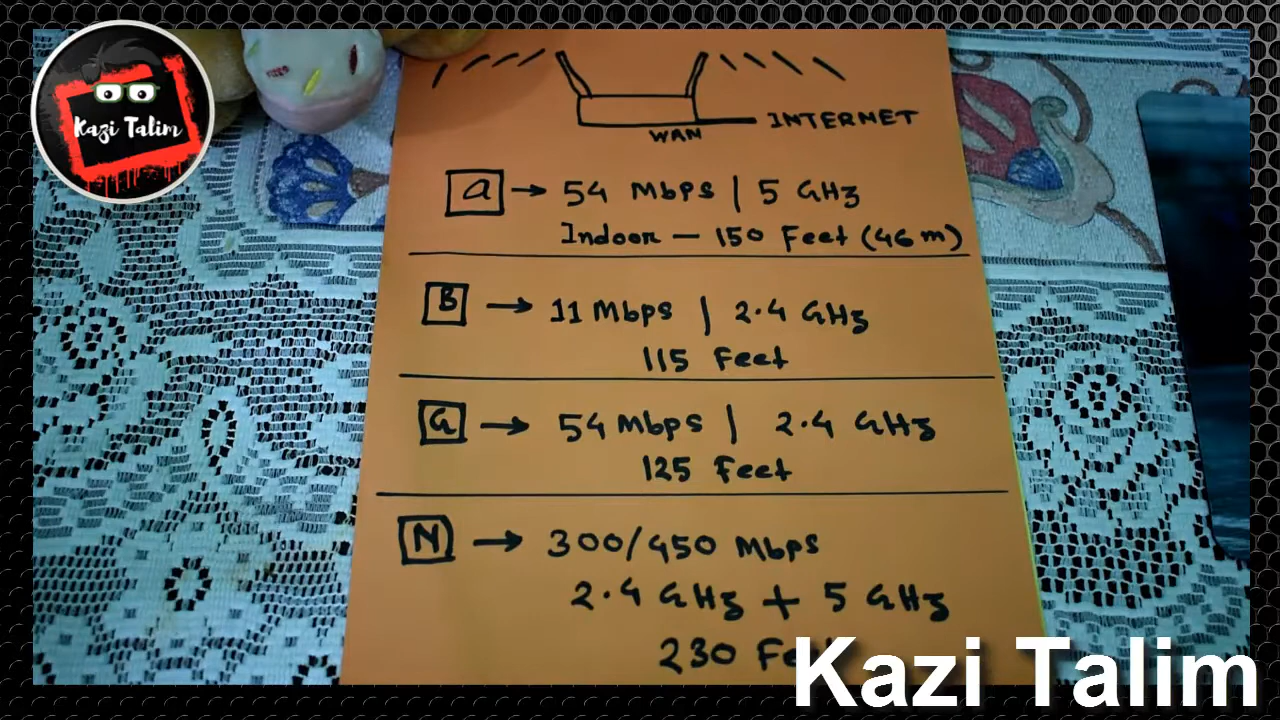 Kazi Talim
INTERNET
WAN
a → 54 Mbps | 5 GHz
Indoor — 150 Feet (46 m)
B → 11 Mbps | 2.4 GHz
115 Feet
G → 54 Mbps | 2.4 GHz
125 Feet
N → 300/450 Mbps
2.4 GHz + 5 GHz
230
Kazi Talim